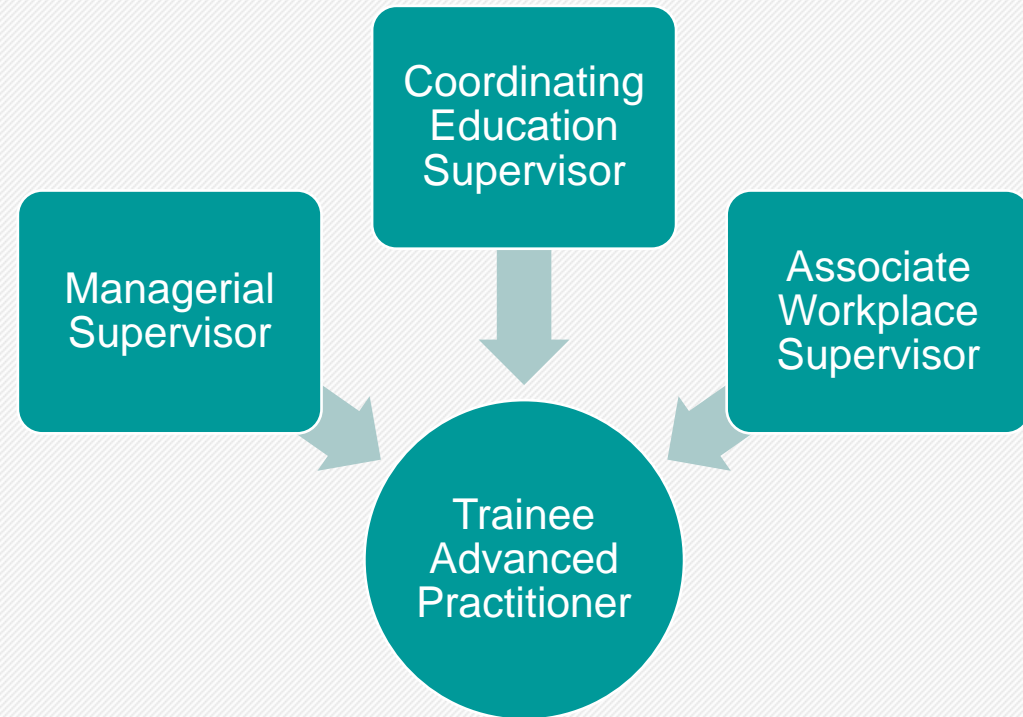 Coordinating
Education
Supervisor
Managerial
Supervisor
Associate
Workplace
Supervisor
Trainee
Advanced
Practitioner